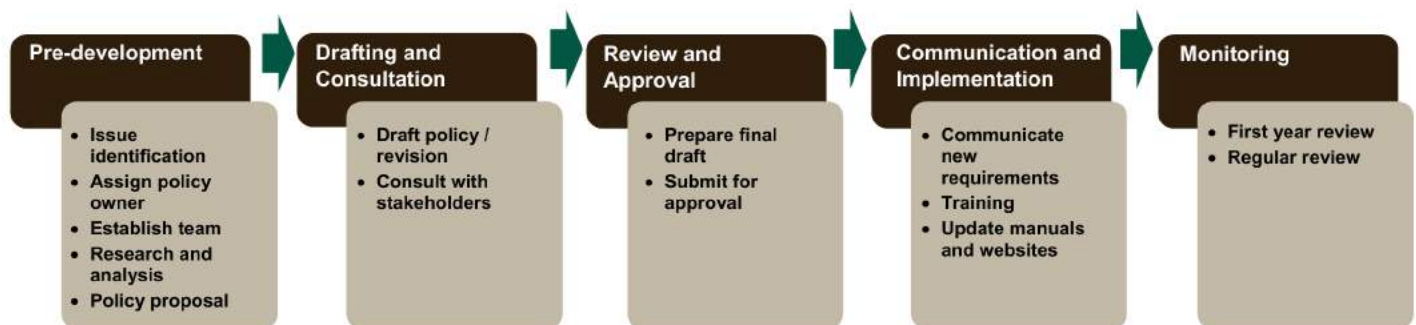 Pre-development
• Issue
identification
• Assign policy
owner
• Establish team
• Research and
analysis
• Policy proposal
Drafting and
Consultation
• Draft policy /
revision
• Consult with
stakeholders
Review and
Approval
• Prepare final
draft
• Submit for
approval
Communication and
Implementation
• Communicate
new
requirements
• Training
• Update manuals
and websites
Monitoring
• First year review
• Regular review